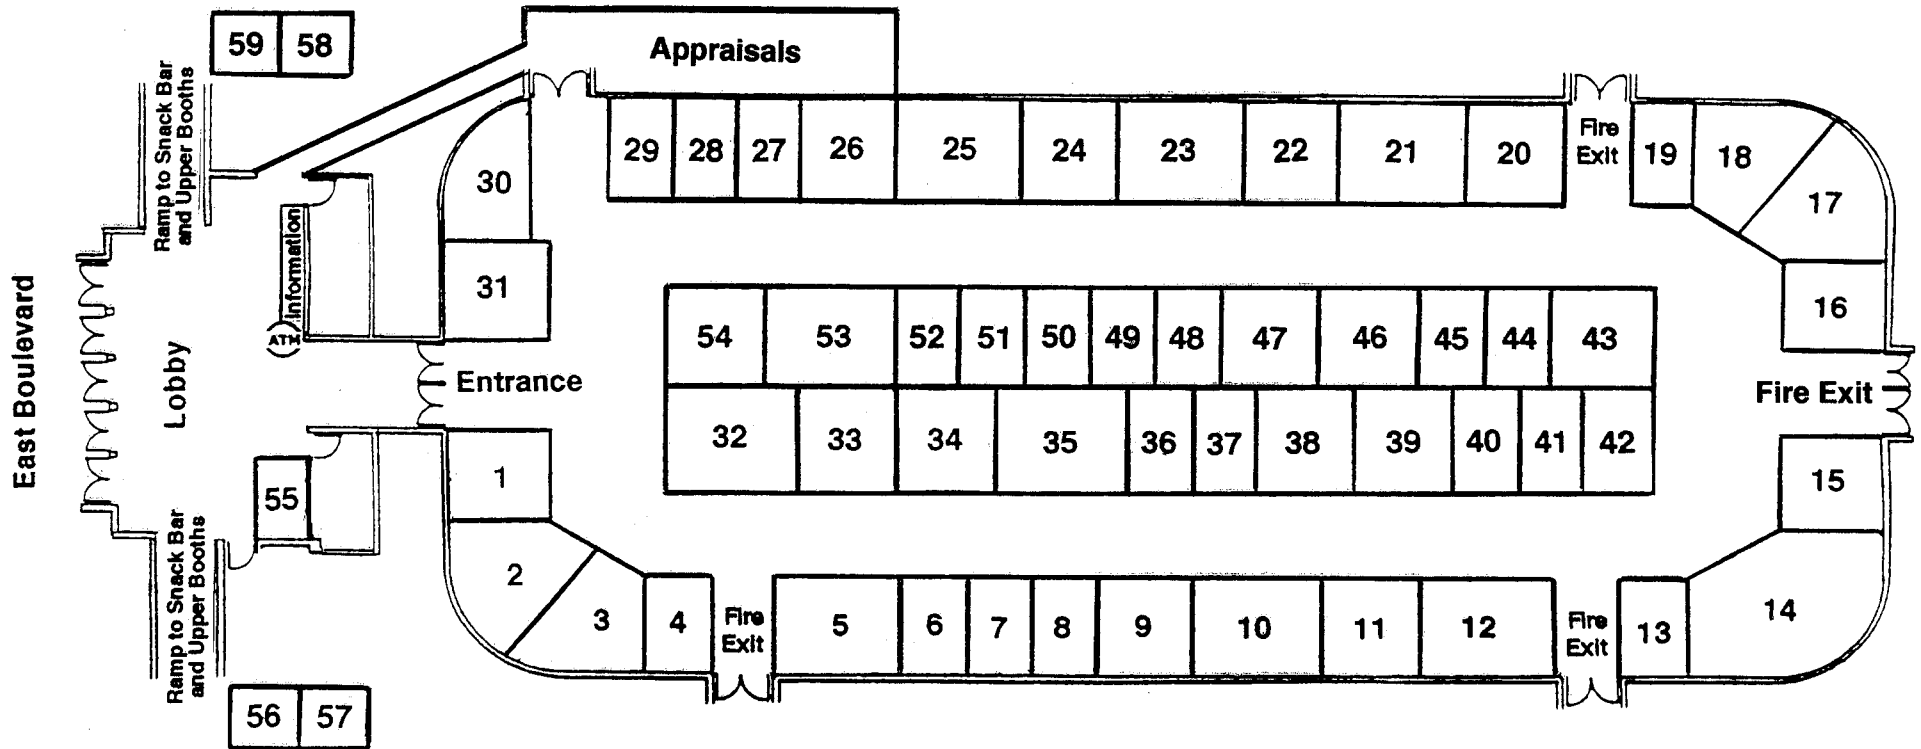 59 58
Appraisals
Ramp to Snack Bar
and Upper Booths
29 28 27 26 25 24 23 22 21 20
Fire
Exit
19 18
17
30
Information
31
16
ATM
54 53 52 51 50 49 48 47 46 45 44 43
East Boulevard
Lobby
Entrance
Fire Exit
32 33 34 35 36 37 38 39 40 41 42
1
15
55
2
3 4
Fire
Exit
5 6 7 8 9 10 11 12
Fire
Exit
13 14
Ramp to Snack Bar
and Upper Booths
56 57